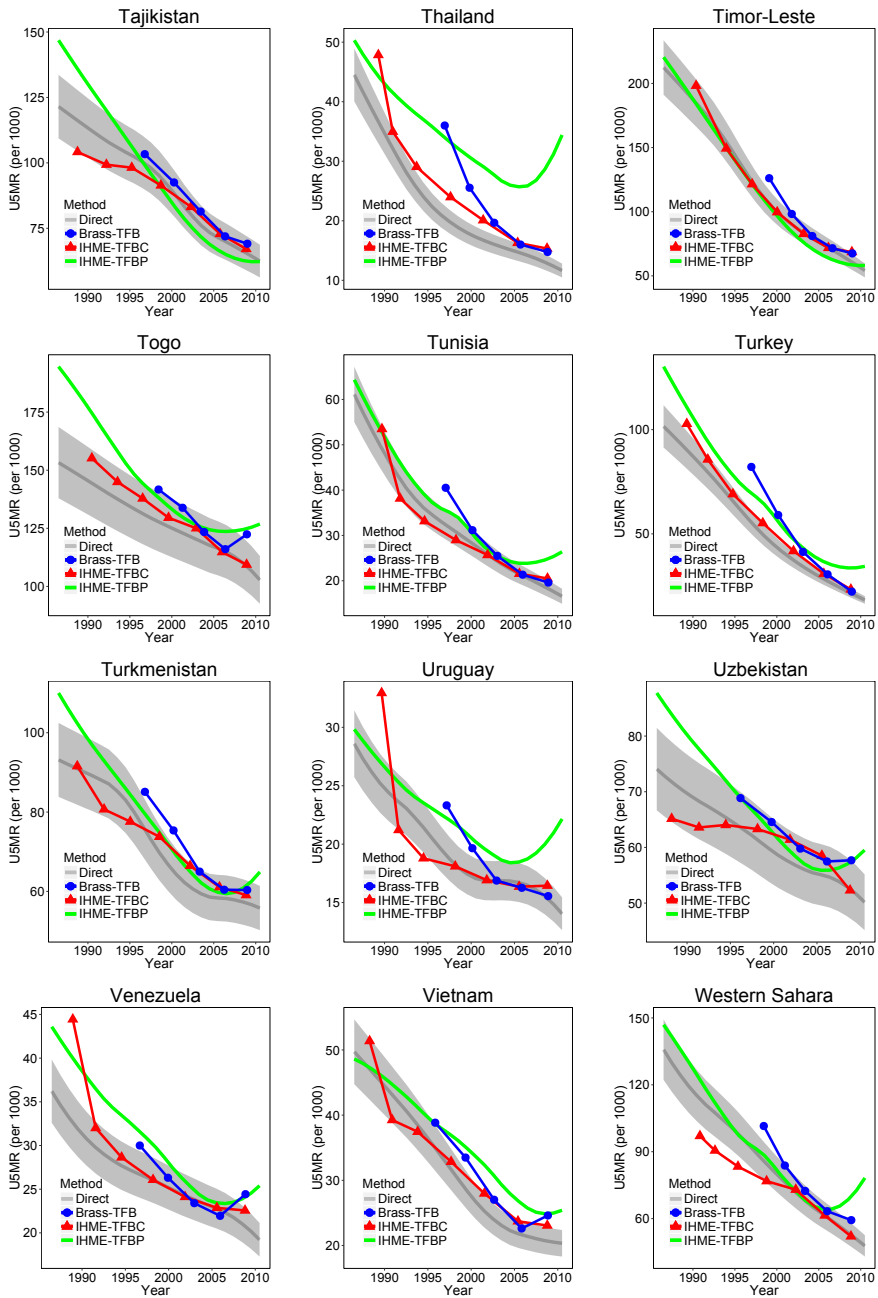 Tajikistan
U5MR (per 1000)
150
125
100
75
Method
Direct
Brass-TFB
IHME-TFBC
IHME-TFBP
1990 1995 2000 2005 2010
Year
Thailand
U5MR (per 1000)
50
40
30
20
10
Method
Direct
Brass-TFB
IHME-TFBC
IHME-TFBP
1990 1995 2000 2005 2010
Year
Timor-Leste
U5MR (per 1000)
200
150
100
50
Method
Direct
Brass-TFB
IHME-TFBC
IHME-TFBP
1990 1995 2000 2005 2010
Year
Togo
U5MR (per 1000)
175
150
125
100
Method
Direct
Brass-TFB
IHME-TFBC
IHME-TFBP
1990 1995 2000 2005 2010
Year
Tunisia
U5MR (per 1000)
60
50
40
30
20
Method
Direct
Brass-TFB
IHME-TFBC
IHME-TFBP
1990 1995 2000 2005 2010
Year
Turkey
U5MR (per 1000)
100
50
Method
Direct
Brass-TFB
IHME-TFBC
IHME-TFBP
1990 1995 2000 2005 2010
Year
Turkmenistan
U5MR (per 1000)
100
80
60
Method
Direct
Brass-TFB
IHME-TFBC
IHME-TFBP
1990 1995 2000 2005 2010
Year
Uruguay
U5MR (per 1000)
30
25
20
15
Method
Direct
Brass-TFB
IHME-TFBC
IHME-TFBP
1990 1995 2000 2005 2010
Year
Uzbekistan
U5MR (per 1000)
80
70
60
50
Method
Direct
Brass-TFB
IHME-TFBC
IHME-TFBP
1990 1995 2000 2005 2010
Year
Venezuela
U5MR (per 1000)
45
40
35
30
25
20
Method
Direct
Brass-TFB
IHME-TFBC
IHME-TFBP
1990 1995 2000 2005 2010
Year
Vietnam
U5MR (per 1000)
50
40
30
20
Method
Direct
Brass-TFB
IHME-TFBC
IHME-TFBP
1990 1995 2000 2005 2010
Year
Western Sahara
U5MR (per 1000)
150
120
90
60
Method
Direct
Brass-TFB
IHME-TFBC
IHME-TFBP
1990 1995 2000 2005 2010
Year